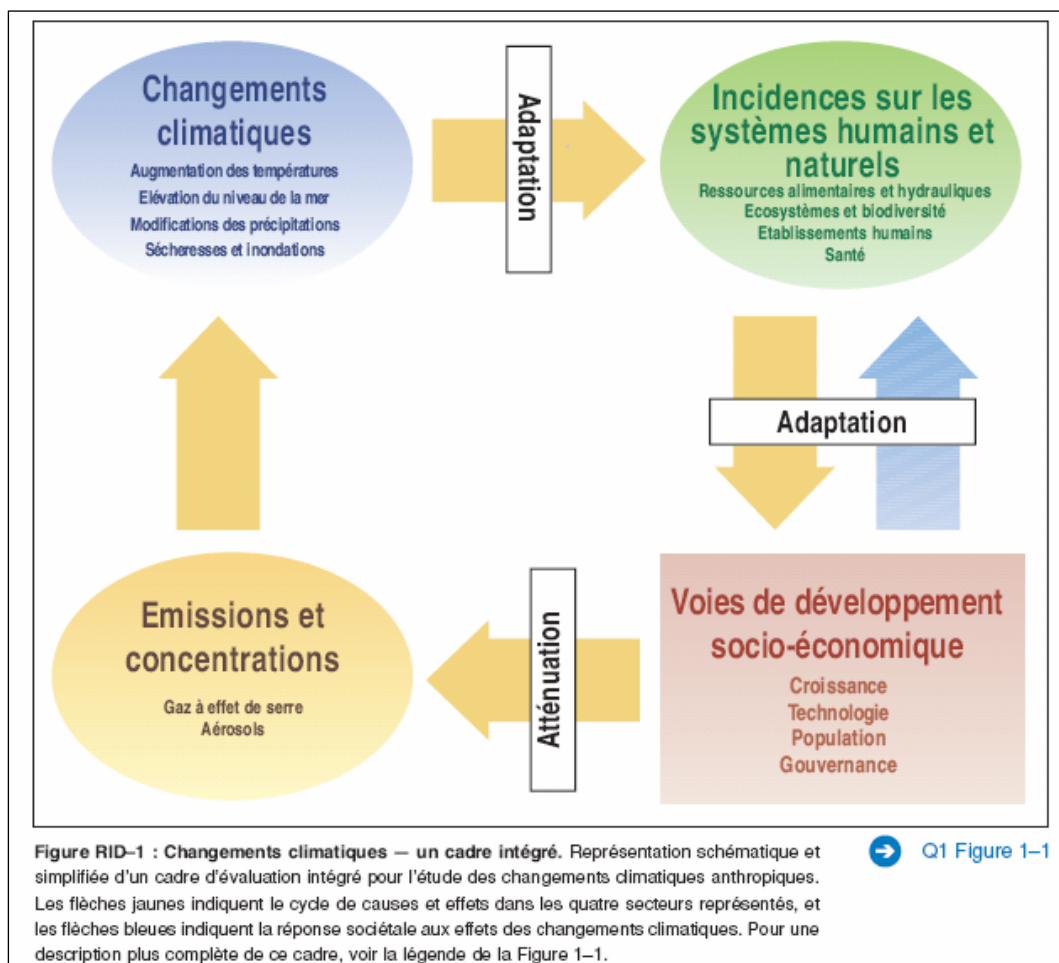 Changements
climatiques
Augmentation des températures
Elévation du niveau de la mer
Modifications des précipitations
Sécheresses et inondations
Adaptation
Incidences sur les
systèmes humains et
naturels
Ressources alimentaires et hydrauliques
Ecosystèmes et biodiversité
Etablissements humains
Santé
Adaptation
Emissions et
concentrations
Gaz à effet de serre
Aérosols
Atténuation
Voies de développement
socio-économique
Croissance
Technologie
Population
Gouvernance
Figure RID–1 : Changements climatiques — un cadre intégré. Représentation schématique et
simplifiée d'un cadre d'évaluation intégré pour l'étude des changements climatiques anthropiques.
Les flèches jaunes indiquent le cycle de causes et effets dans les quatre secteurs représentés, et
les flèches bleues indiquent la réponse sociétale aux effets des changements climatiques. Pour une
description plus complète de ce cadre, voir la légende de la Figure 1–1.
Q1 Figure 1–1